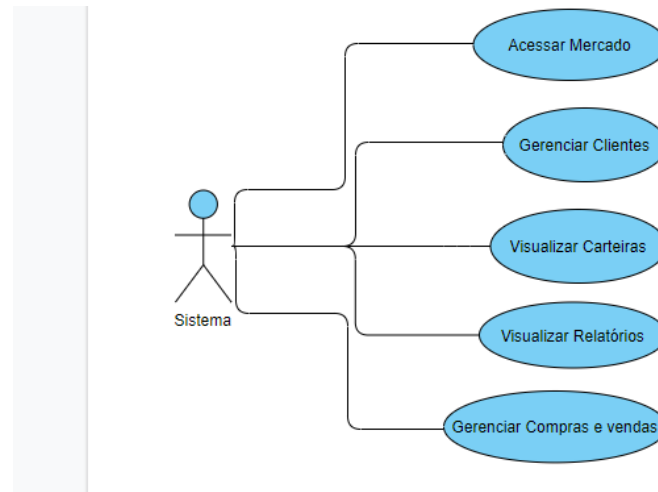 Acessar Mercado
Gerenciar Clientes
Visualizar Carteiras
Sistema
Visualizar Relatórios
Gerenciar Compras e vendas